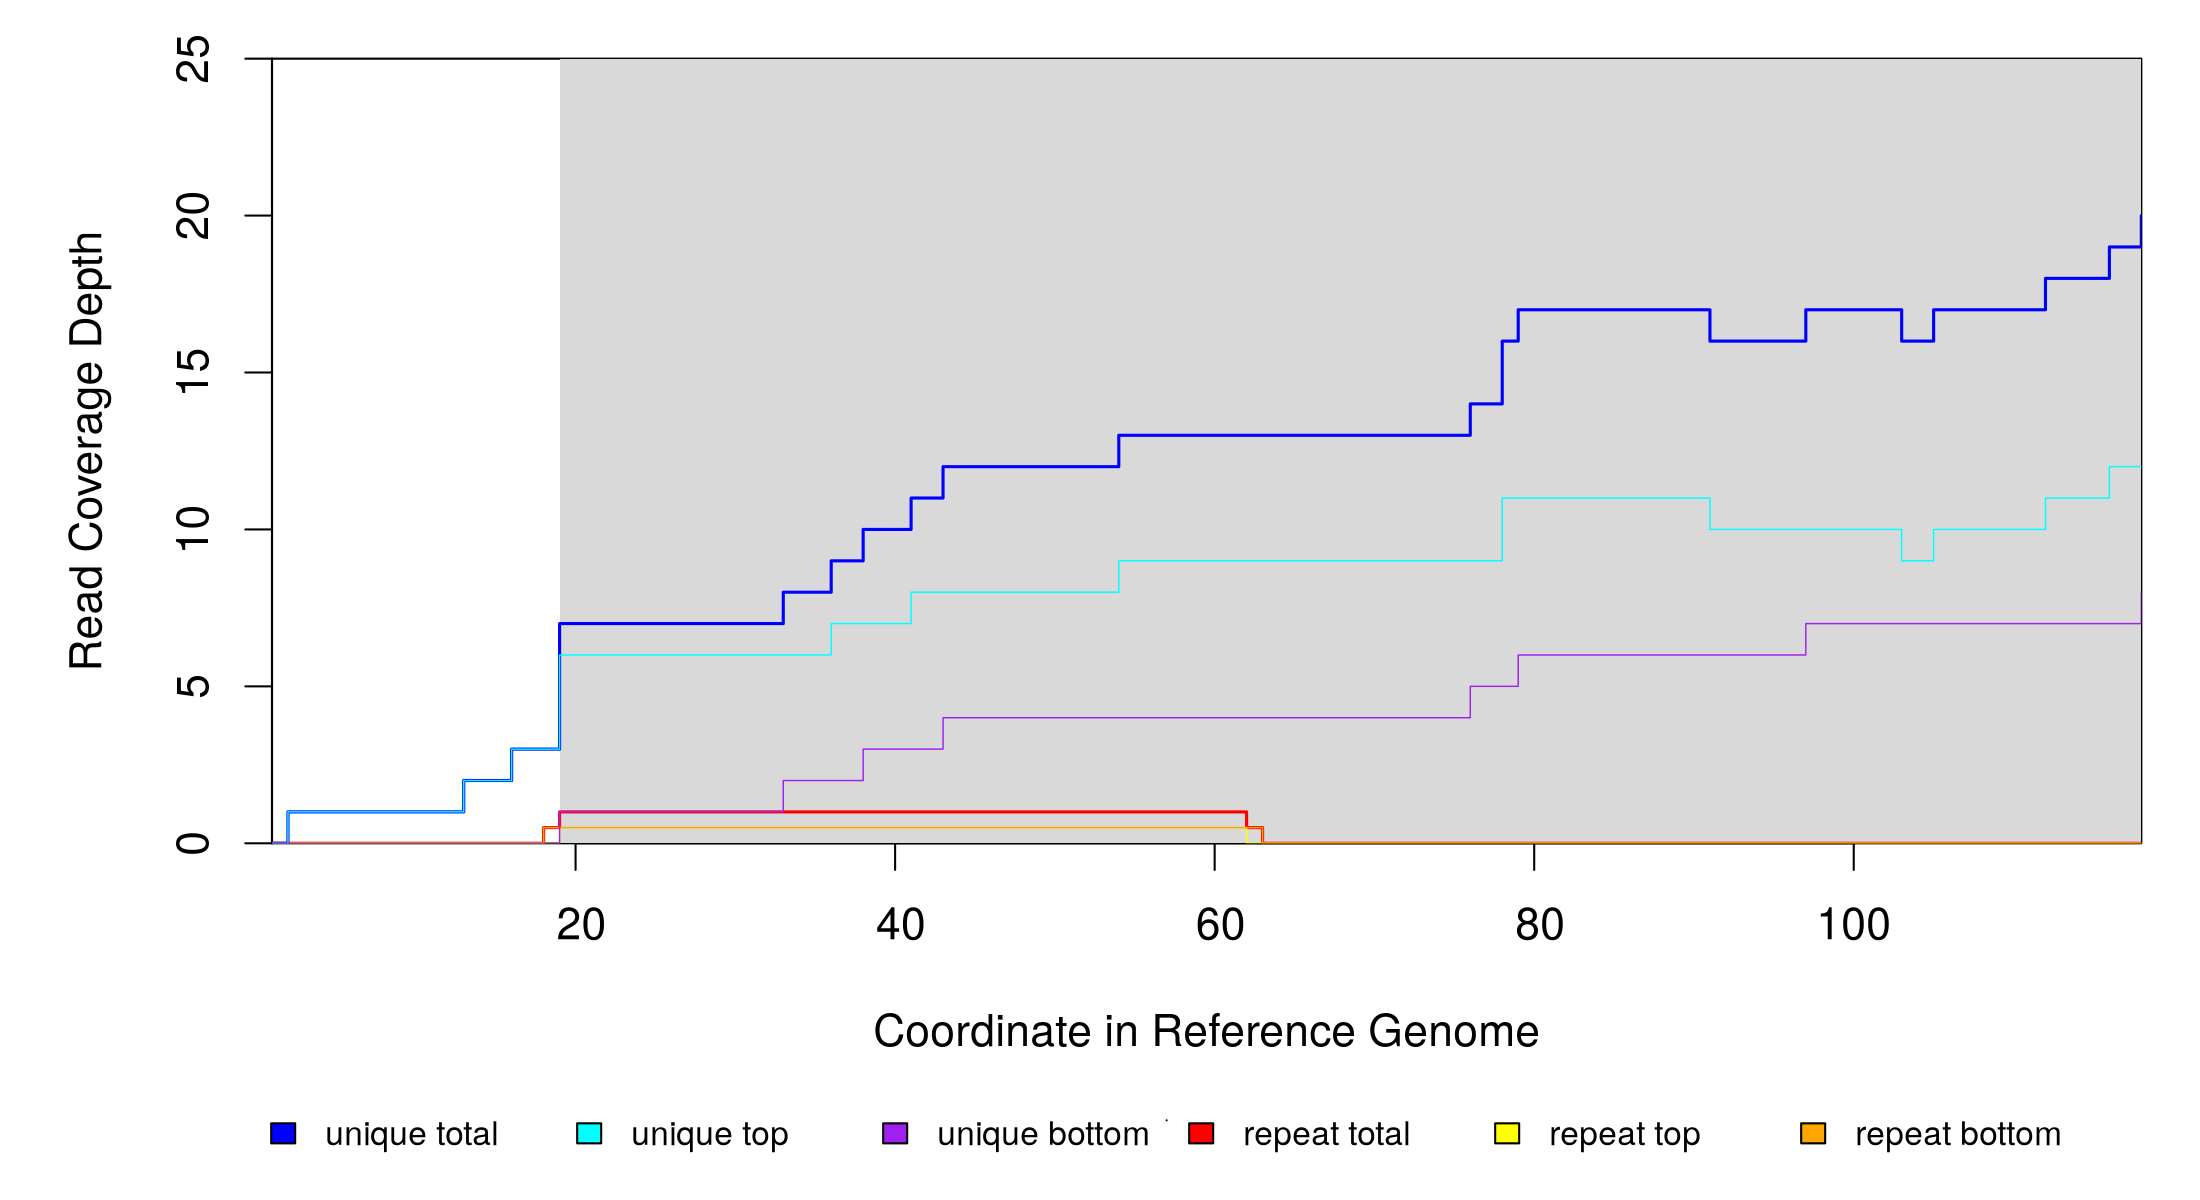 25
20
15
10
5
0
Read Coverage Depth
20 40 60 80 100
Coordinate in Reference Genome
unique total unique top unique bottom repeat total repeat top repeat bottom